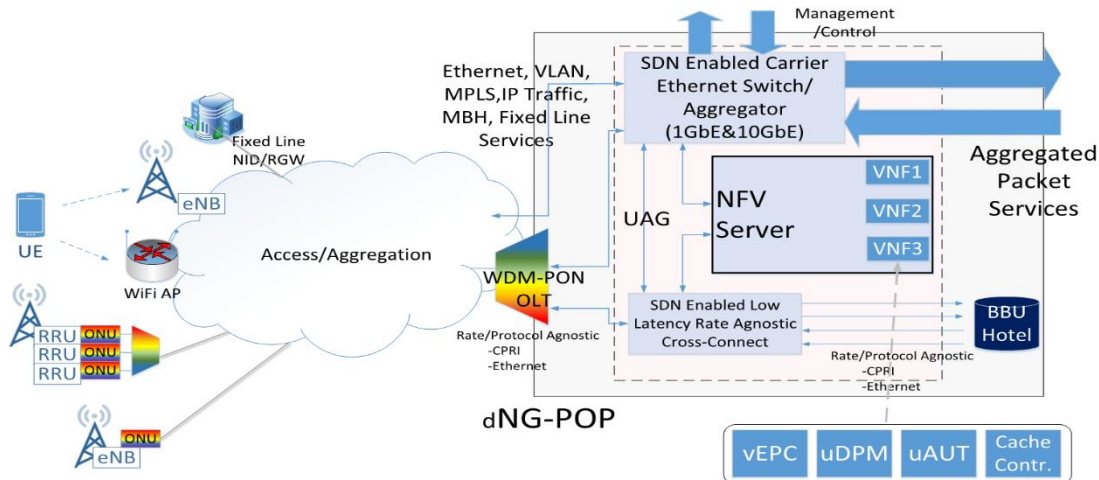 Management
/Control
Ethernet, VLAN,
MPLS,IP Traffic,
MBH, Fixed Line
Services
SDN Enabled Carrier
Ethernet Switch/
Aggregator
(1GbE&10GbE)
Aggregated
Packet
Services
Fixed Line
NID/RGW
eNB
UE
WiFi AP
Access/Aggregation
UAG
NFV
Server
VNF1
VNF2
VNF3
WDM-PON
OLT
SDN Enabled Low
Latency Rate Agnostic
Cross-Connect
BBU
Hotel
Rate/Protocol Agnostic
-CPRI
-Ethernet
Rate/Protocol Agnostic
-CPRI
-Ethernet
RRU ONU
RRU ONU
RRU ONU
ONU
eNB
dNG-POP
vEPC
uDPM
uAUT
Cache
Contr.